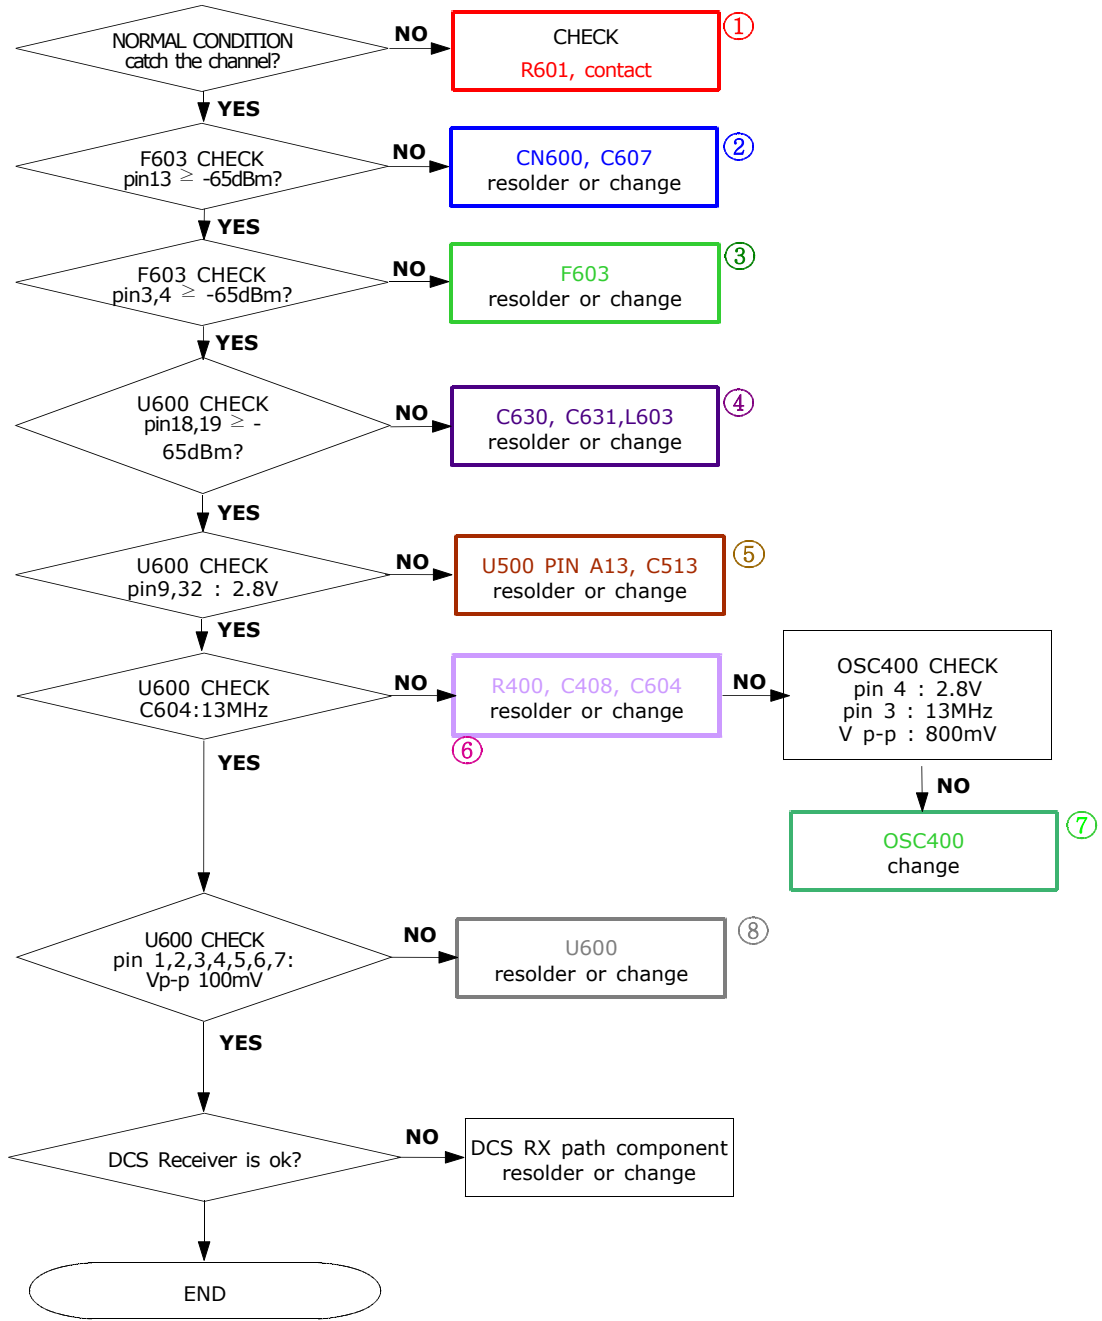 NORMAL CONDITION
catch the channel?
NO
CHECK
R601, contact
①
YES
F603 CHECK
pin13 ≥ -65dBm?
NO
CN600, C607
resolder or change
②
YES
F603 CHECK
pin3,4 ≥ -65dBm?
NO
F603
resolder or change
③
YES
U600 CHECK
pin18,19 ≥ -
65dBm?
NO
C630, C631,L603
resolder or change
④
YES
U600 CHECK
pin9,32 : 2.8V
NO
U500 PIN A13, C513
resolder or change
⑤
YES
U600 CHECK
C604:13MHz
NO
R400, C408, C604
resolder or change
⑥
NO
OSC400 CHECK
pin 4 : 2.8V
pin 3 : 13MHz
V p-p : 800mV
NO
OSC400
change
⑦
YES
U600 CHECK
pin 1,2,3,4,5,6,7:
Vp-p 100mV
NO
U600
resolder or change
⑧
YES
DCS Receiver is ok?
NO
DCS RX path component
resolder or change
END